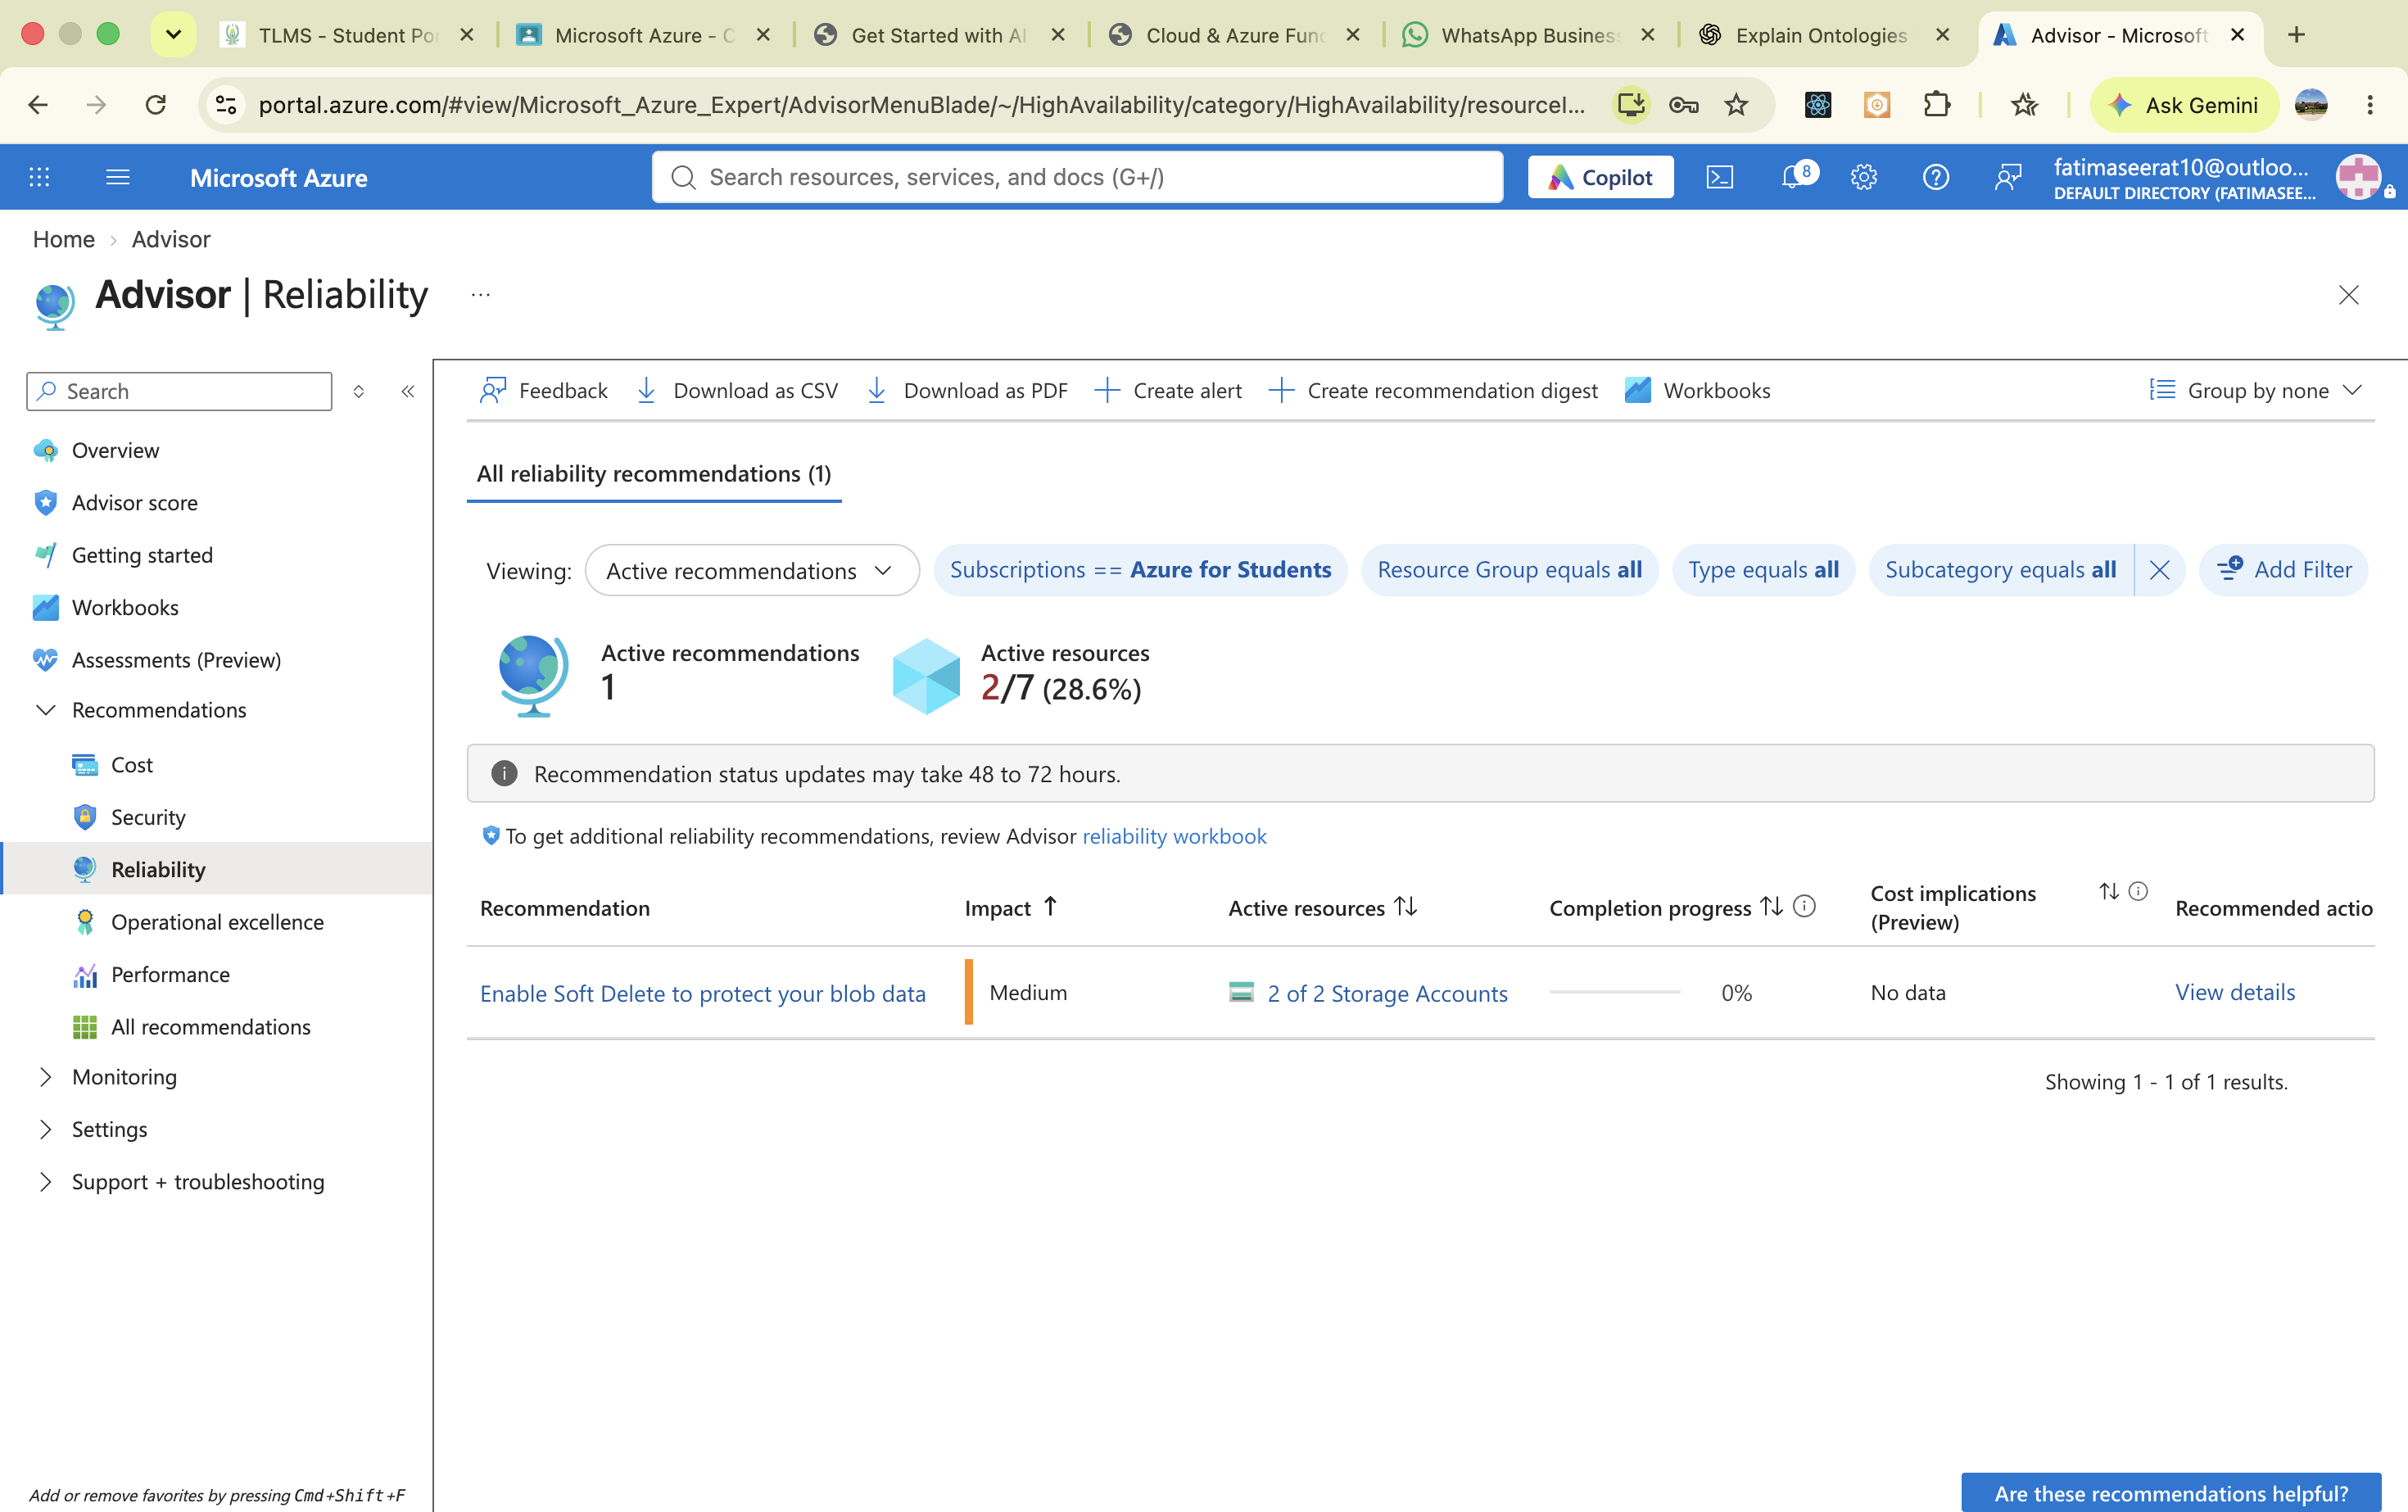 TLMS - Student Por
Microsoft Azure - C
Get Started with AI
Cloud & Azure Fund
WhatsApp Business
Explain Ontologies
Advisor - Microsoft
portal.azure.com/#view/Microsoft_Azure_Expert/AdvisorMenuBlade/~/HighAvailability/category/HighAvailability/resourceI...
Ask Gemini
Microsoft Azure
Search resources, services, and docs (G+/)
Copilot
8
fatimaseerat10@outloo...
DEFAULT DIRECTORY (FATIMASEE...
Home > Advisor
Advisor | Reliability
...
Search
Feedback
Download as CSV
Download as PDF
Create alert
Create recommendation digest
Workbooks
Group by none
Overview
Advisor score
Getting started
Workbooks
Assessments (Preview)
Recommendations
Cost
Security
Reliability
Operational excellence
Performance
All recommendations
Monitoring
Settings
Support + troubleshooting
Add or remove favorites by pressing Cmd+Shift+F
All reliability recommendations (1)
Viewing:
Active recommendations
Subscriptions == Azure for Students
Resource Group equals all
Type equals all
Subcategory equals all
Add Filter
Active recommendations
1
Active resources
2/7 (28.6%)
Recommendation status updates may take 48 to 72 hours.
To get additional reliability recommendations, review Advisor reliability workbook
Recommendation
Impact
Active resources
Completion progress
Cost implications
(Preview)
Recommended actio
Enable Soft Delete to protect your blob data
Medium
2 of 2 Storage Accounts
0%
No data
View details
Showing 1 - 1 of 1 results.
Are these recommendations helpful?